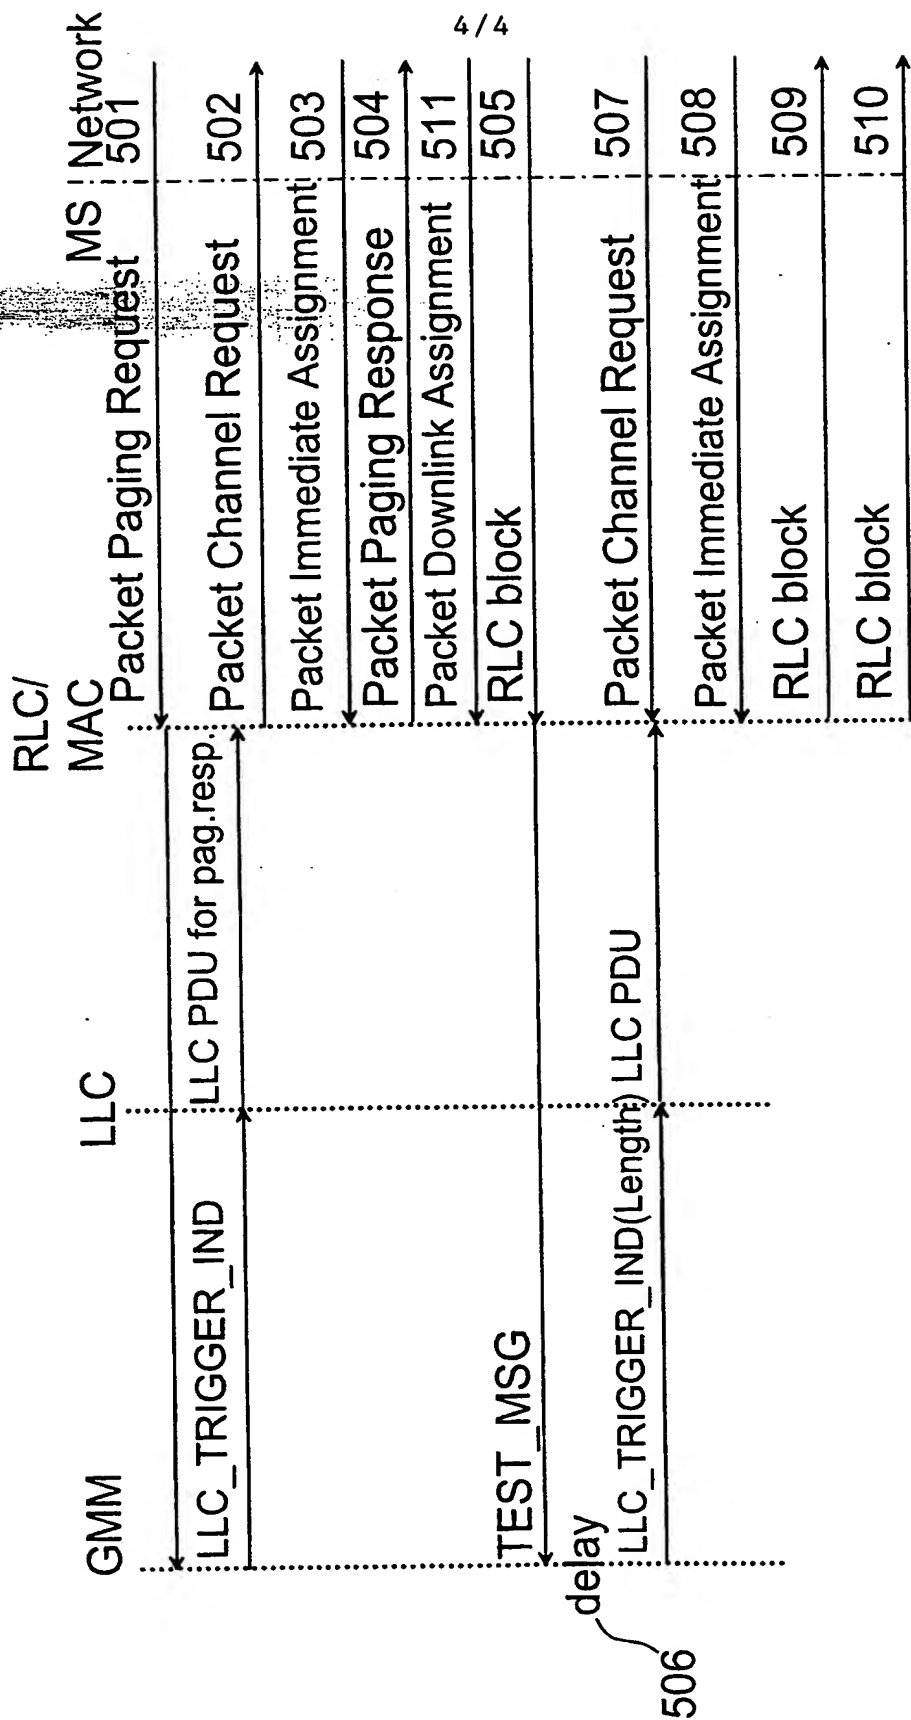 4/4
GMM
LLC
RLC/
MAC
MS
Network
Packet Paging Request
501
LLC_TRIGGER_IND
LLC PDU for pag.resp.
Packet Channel Request
502
Packet Immediate Assignment
503
Packet Paging Response
504
Packet Downlink Assignment
511
TEST_MSG
RLC block
505
delay
506
LLC_TRIGGER_IND(Length)
LLC PDU
Packet Channel Request
507
Packet Immediate Assignment
508
RLC block
509
RLC block
510